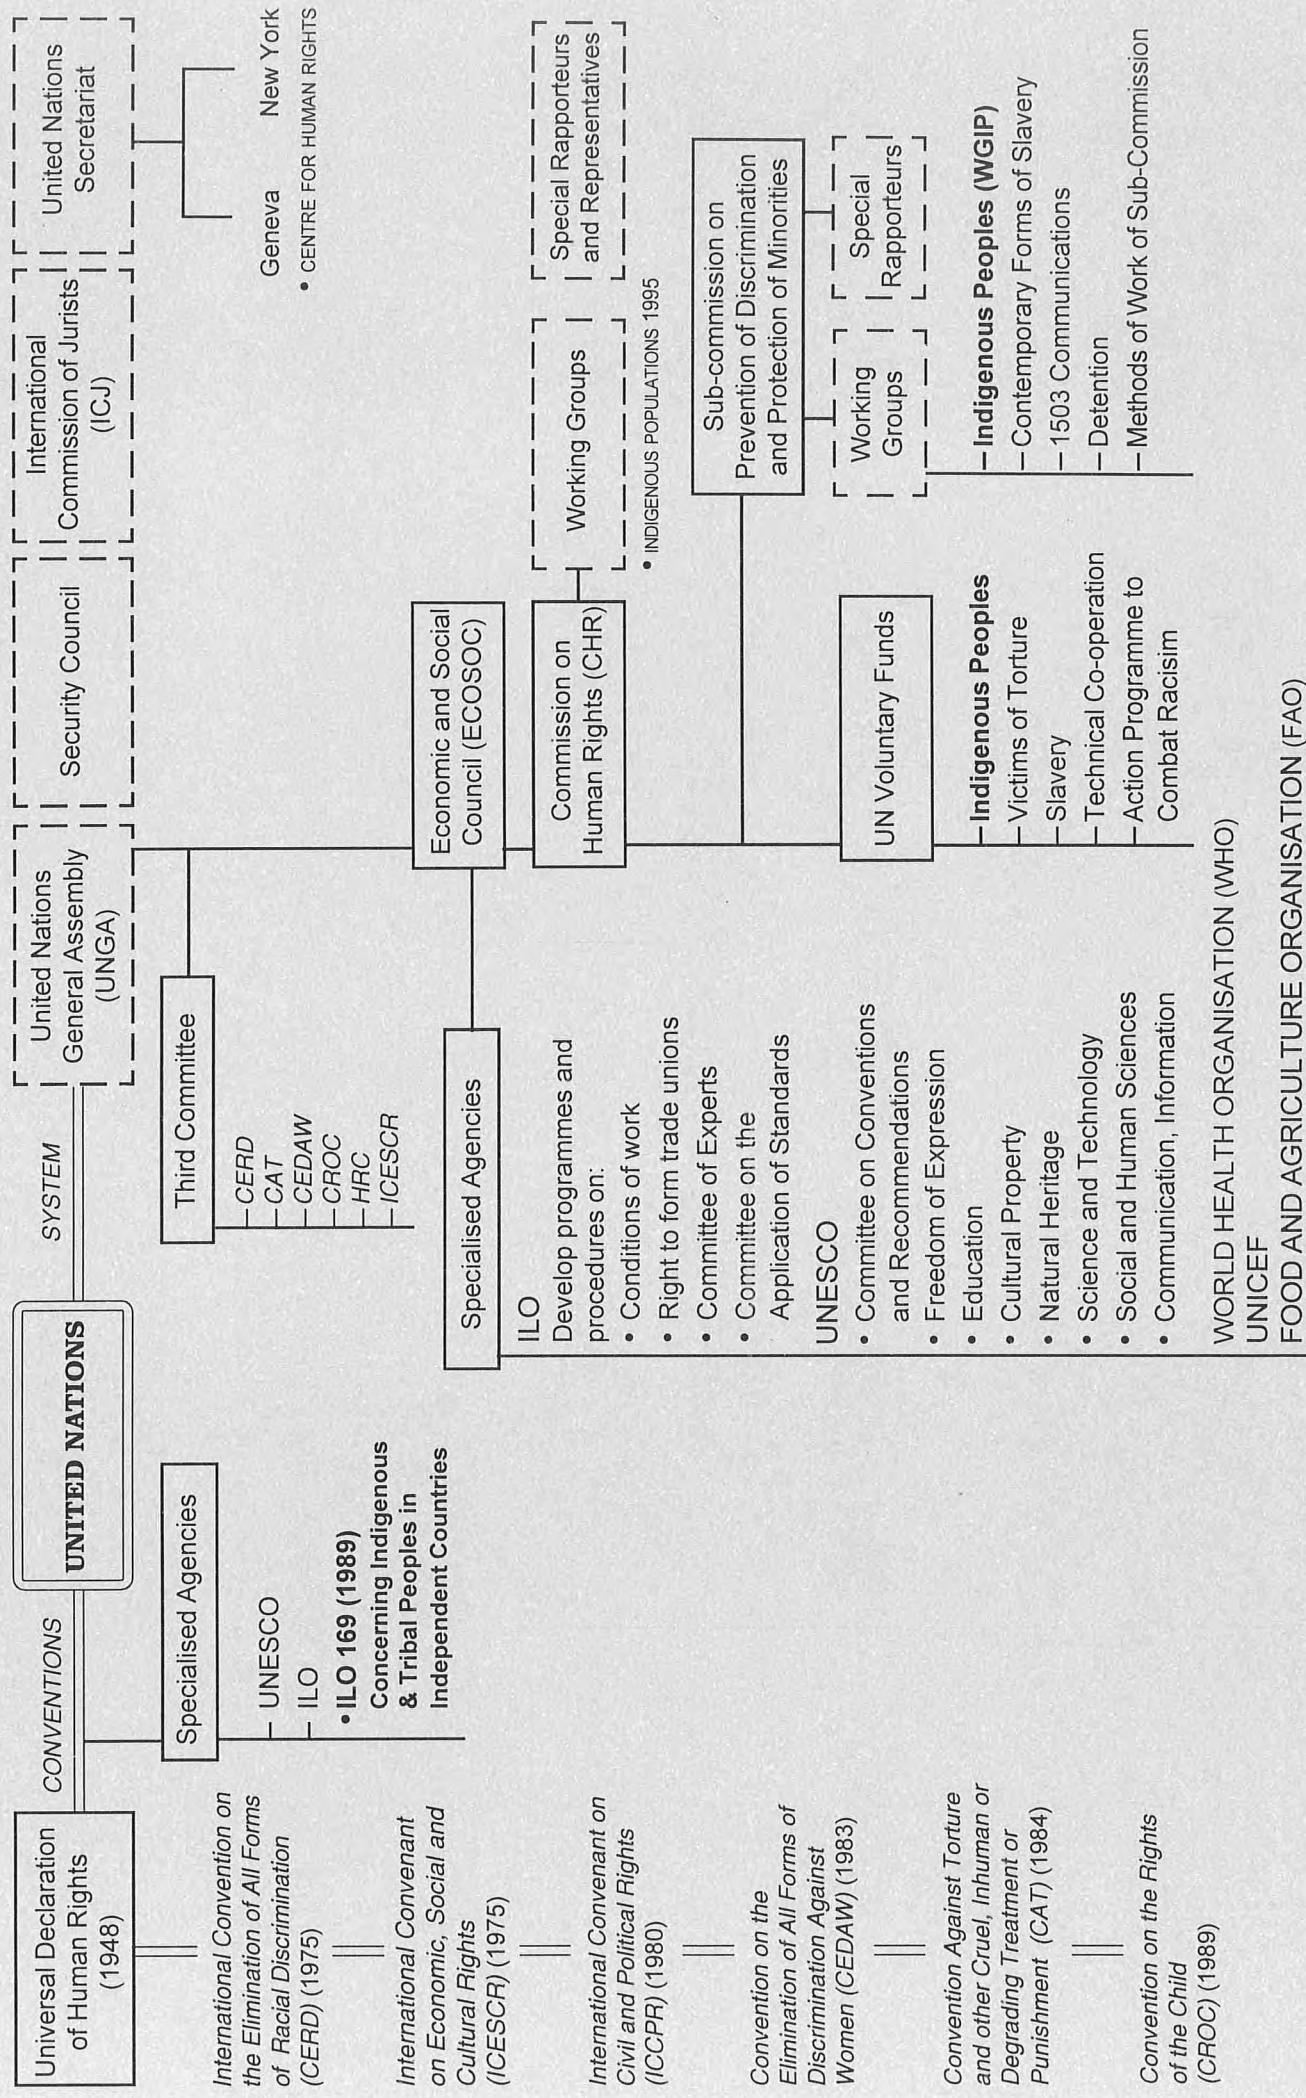 Universal Declaration
of Human Rights
(1948)
CONVENTIONS
UNITED NATIONS
SYSTEM
United Nations
General Assembly
(UNGA)
Security Council
International
Commission of Jurists
(ICJ)
United Nations
Secretariat
Geneva New York
• CENTRE FOR HUMAN RIGHTS
International Convention on
the Elimination of All Forms
of Racial Discrimination
(CERD) (1975)
International Convenant
on Economic, Social and
Cultural Rights
(ICESCR) (1975)
International Convenant on
Civil and Political Rights
(ICCPR) (1980)
Convention on the
Elimination of All Forms of
Discrimination Against
Women (CEDAW) (1983)
Convention Against Torture
and other Cruel, Inhuman or
Degrading Treatment or
Punishment (CAT) (1984)
Convention on the Rights
of the Child
(CROC) (1989)
Specialised Agencies
UNESCO
ILO
• ILO 169 (1989)
Concerning Indigenous
& Tribal Peoples in
Independent Countries
Third Committee
CERD
CAT
CEDAW
CROC
HRC
ICESCR
Specialised Agencies
ILO
Develop programmes and
procedures on:
• Conditions of work
• Right to form trade unions
• Committee of Experts
• Committee on the
Application of Standards
UNESCO
• Committee on Conventions
and Recommendations
• Freedom of Expression
• Education
• Cultural Property
• Natural Heritage
• Science and Technology
• Social and Human Sciences
• Communication, Information
WORLD HEALTH ORGANISATION (WHO)
UNICEF
FOOD AND AGRICULTURE ORGANISATION (FAO)
Economic and Social
Council (ECOSOC)
Commission on
Human Rights (CHR)
Working Groups
• INDIGENOUS POPULATIONS 1995
Special Rapporteurs
and Representatives
Sub-commission on
Prevention of Discrimination
and Protection of Minorities
Working
Groups
Special
Rapporteurs
Indigenous Peoples (WGIP)
Contemporary Forms of Slavery
1503 Communications
Detention
Methods of Work of Sub-Commission
UN Voluntary Funds
Indigenous Peoples
Victims of Torture
Slavery
Technical Co-operation
Action Programme to
Combat Racisim